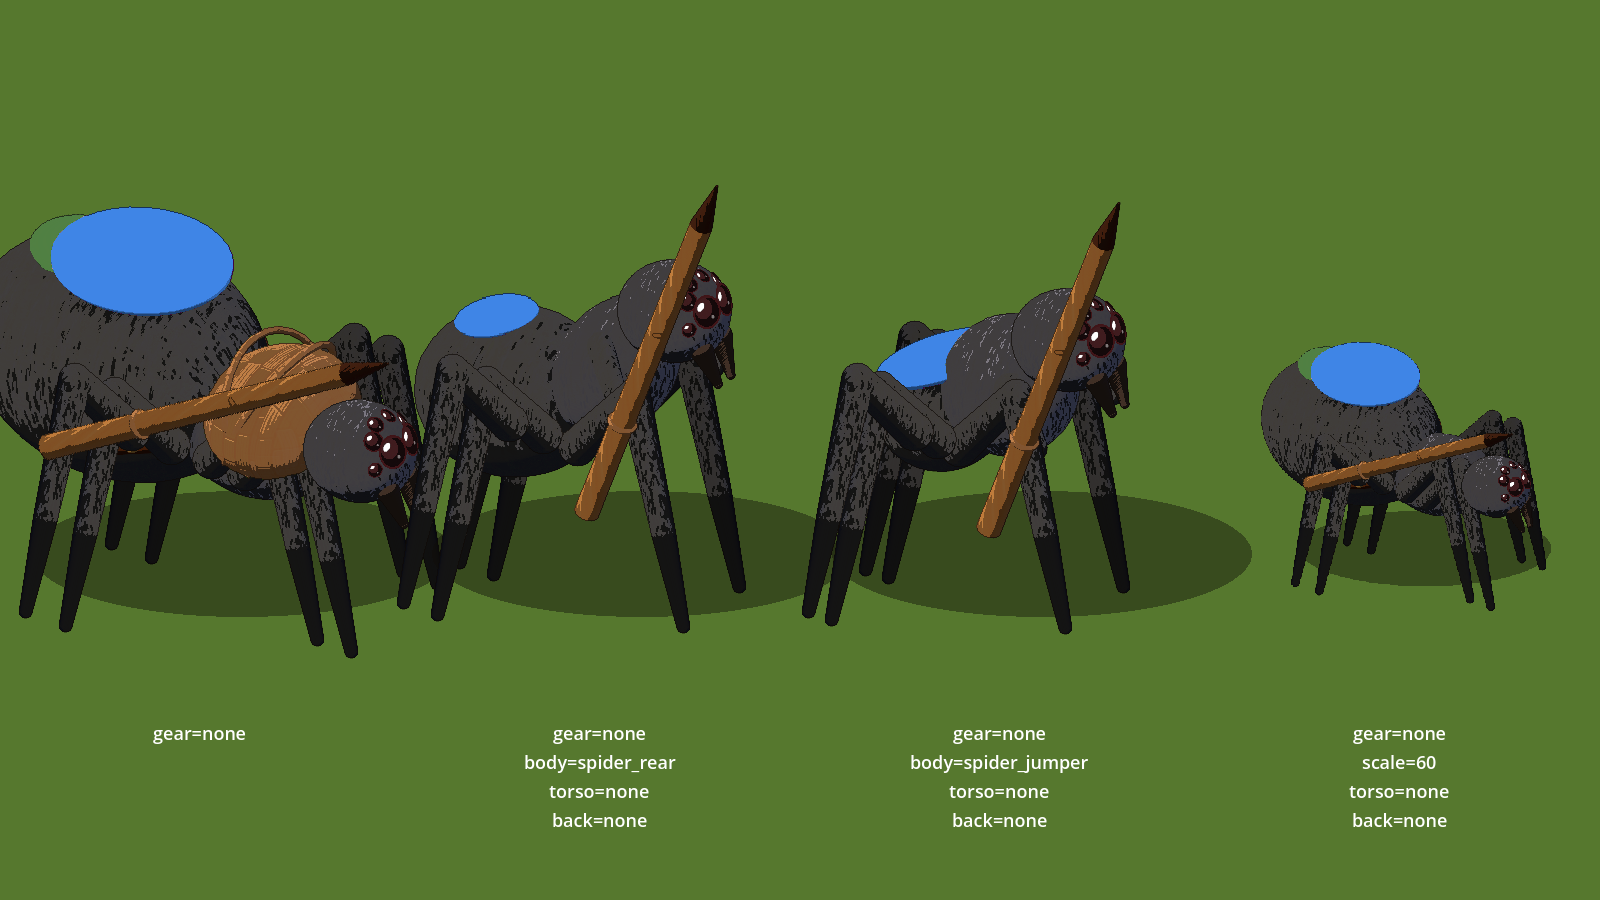 gear=none
gear=none
body=spider_rear
torso=none
back=none
gear=none
body=spider_jumper
torso=none
back=none
gear=none
scale=60
torso=none
back=none